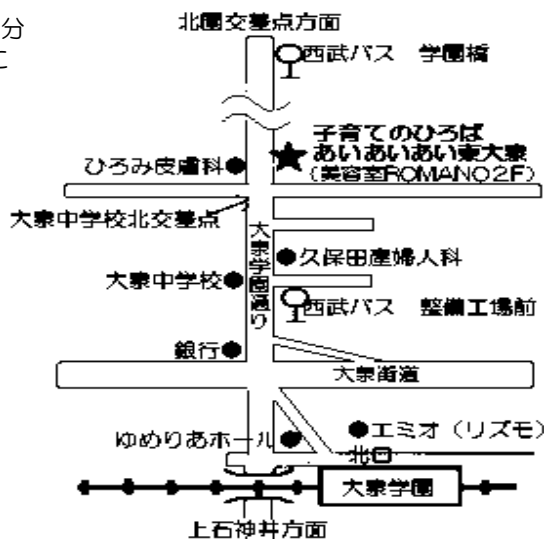 分
に
北園交差点方面
西武バス 学園橋
子育てのひろば
あいあいあい東大泉
(美容室ROMANO2F)
ひろみ皮膚科
大泉中学校北交差点
大泉学園通り
久保田産婦人科
大泉中学校
西武バス 整備工場前
銀行
大泉街道
ゆめりあホール
エミオ(リズモ)
北口
大泉学園
上石神井方面